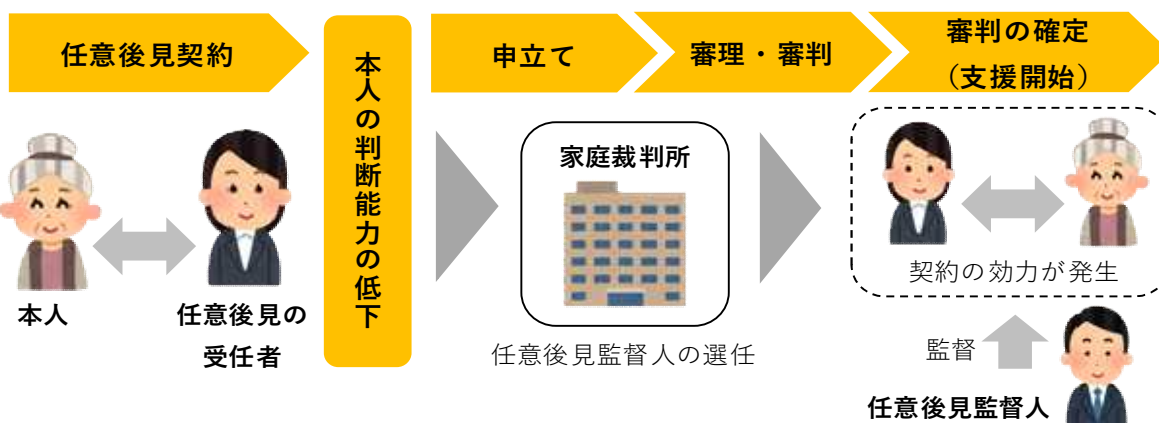 任意後見契約
本人の判断能力の低下
申立て
審理・審判
審判の確定
（支援開始）
本人
任意後見の
受任者
家庭裁判所
任意後見監督人の選任
契約の効力が発生
監督
任意後見監督人